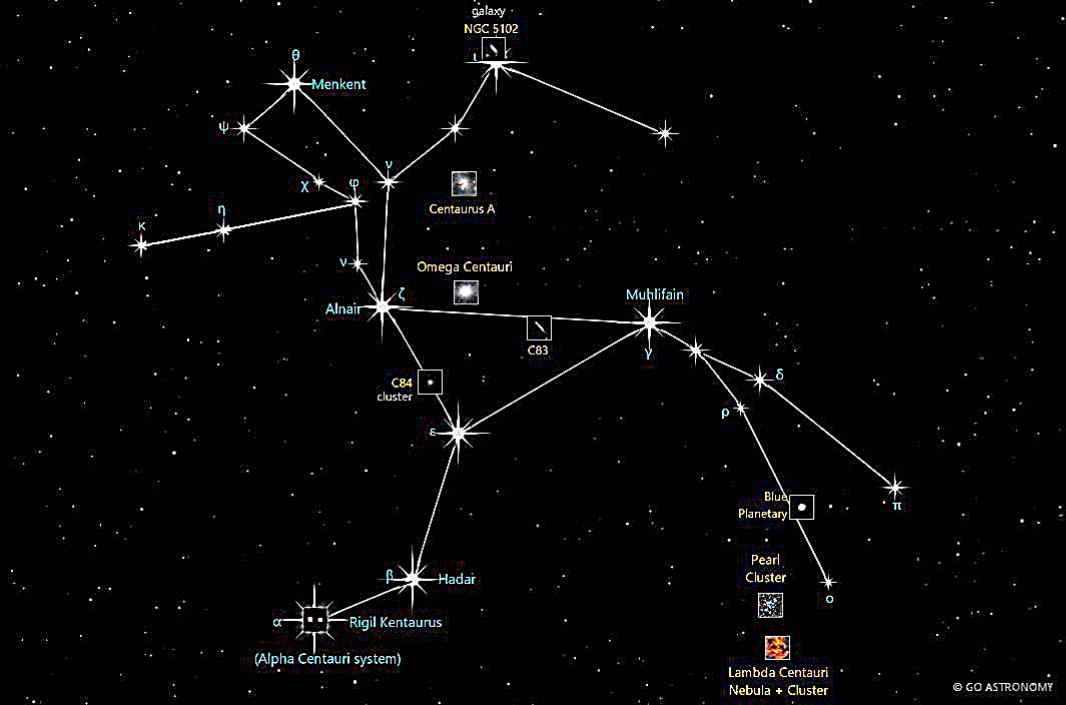 galaxy
NGC 5102
ι
θ
Menkent
ψ
χ
φ
ν
η
κ
Centaurus A
ν
Omega Centauri
ζ
Alnair
Muhlifain
γ
C83
C84
cluster
δ
ρ
ε
π
Blue
Planetary
Pearl
Cluster
β
Hadar
ο
α
Rigil Kentaurus
(Alpha Centauri system)
Lambda Centauri
Nebula + Cluster
© GO ASTRONOMY